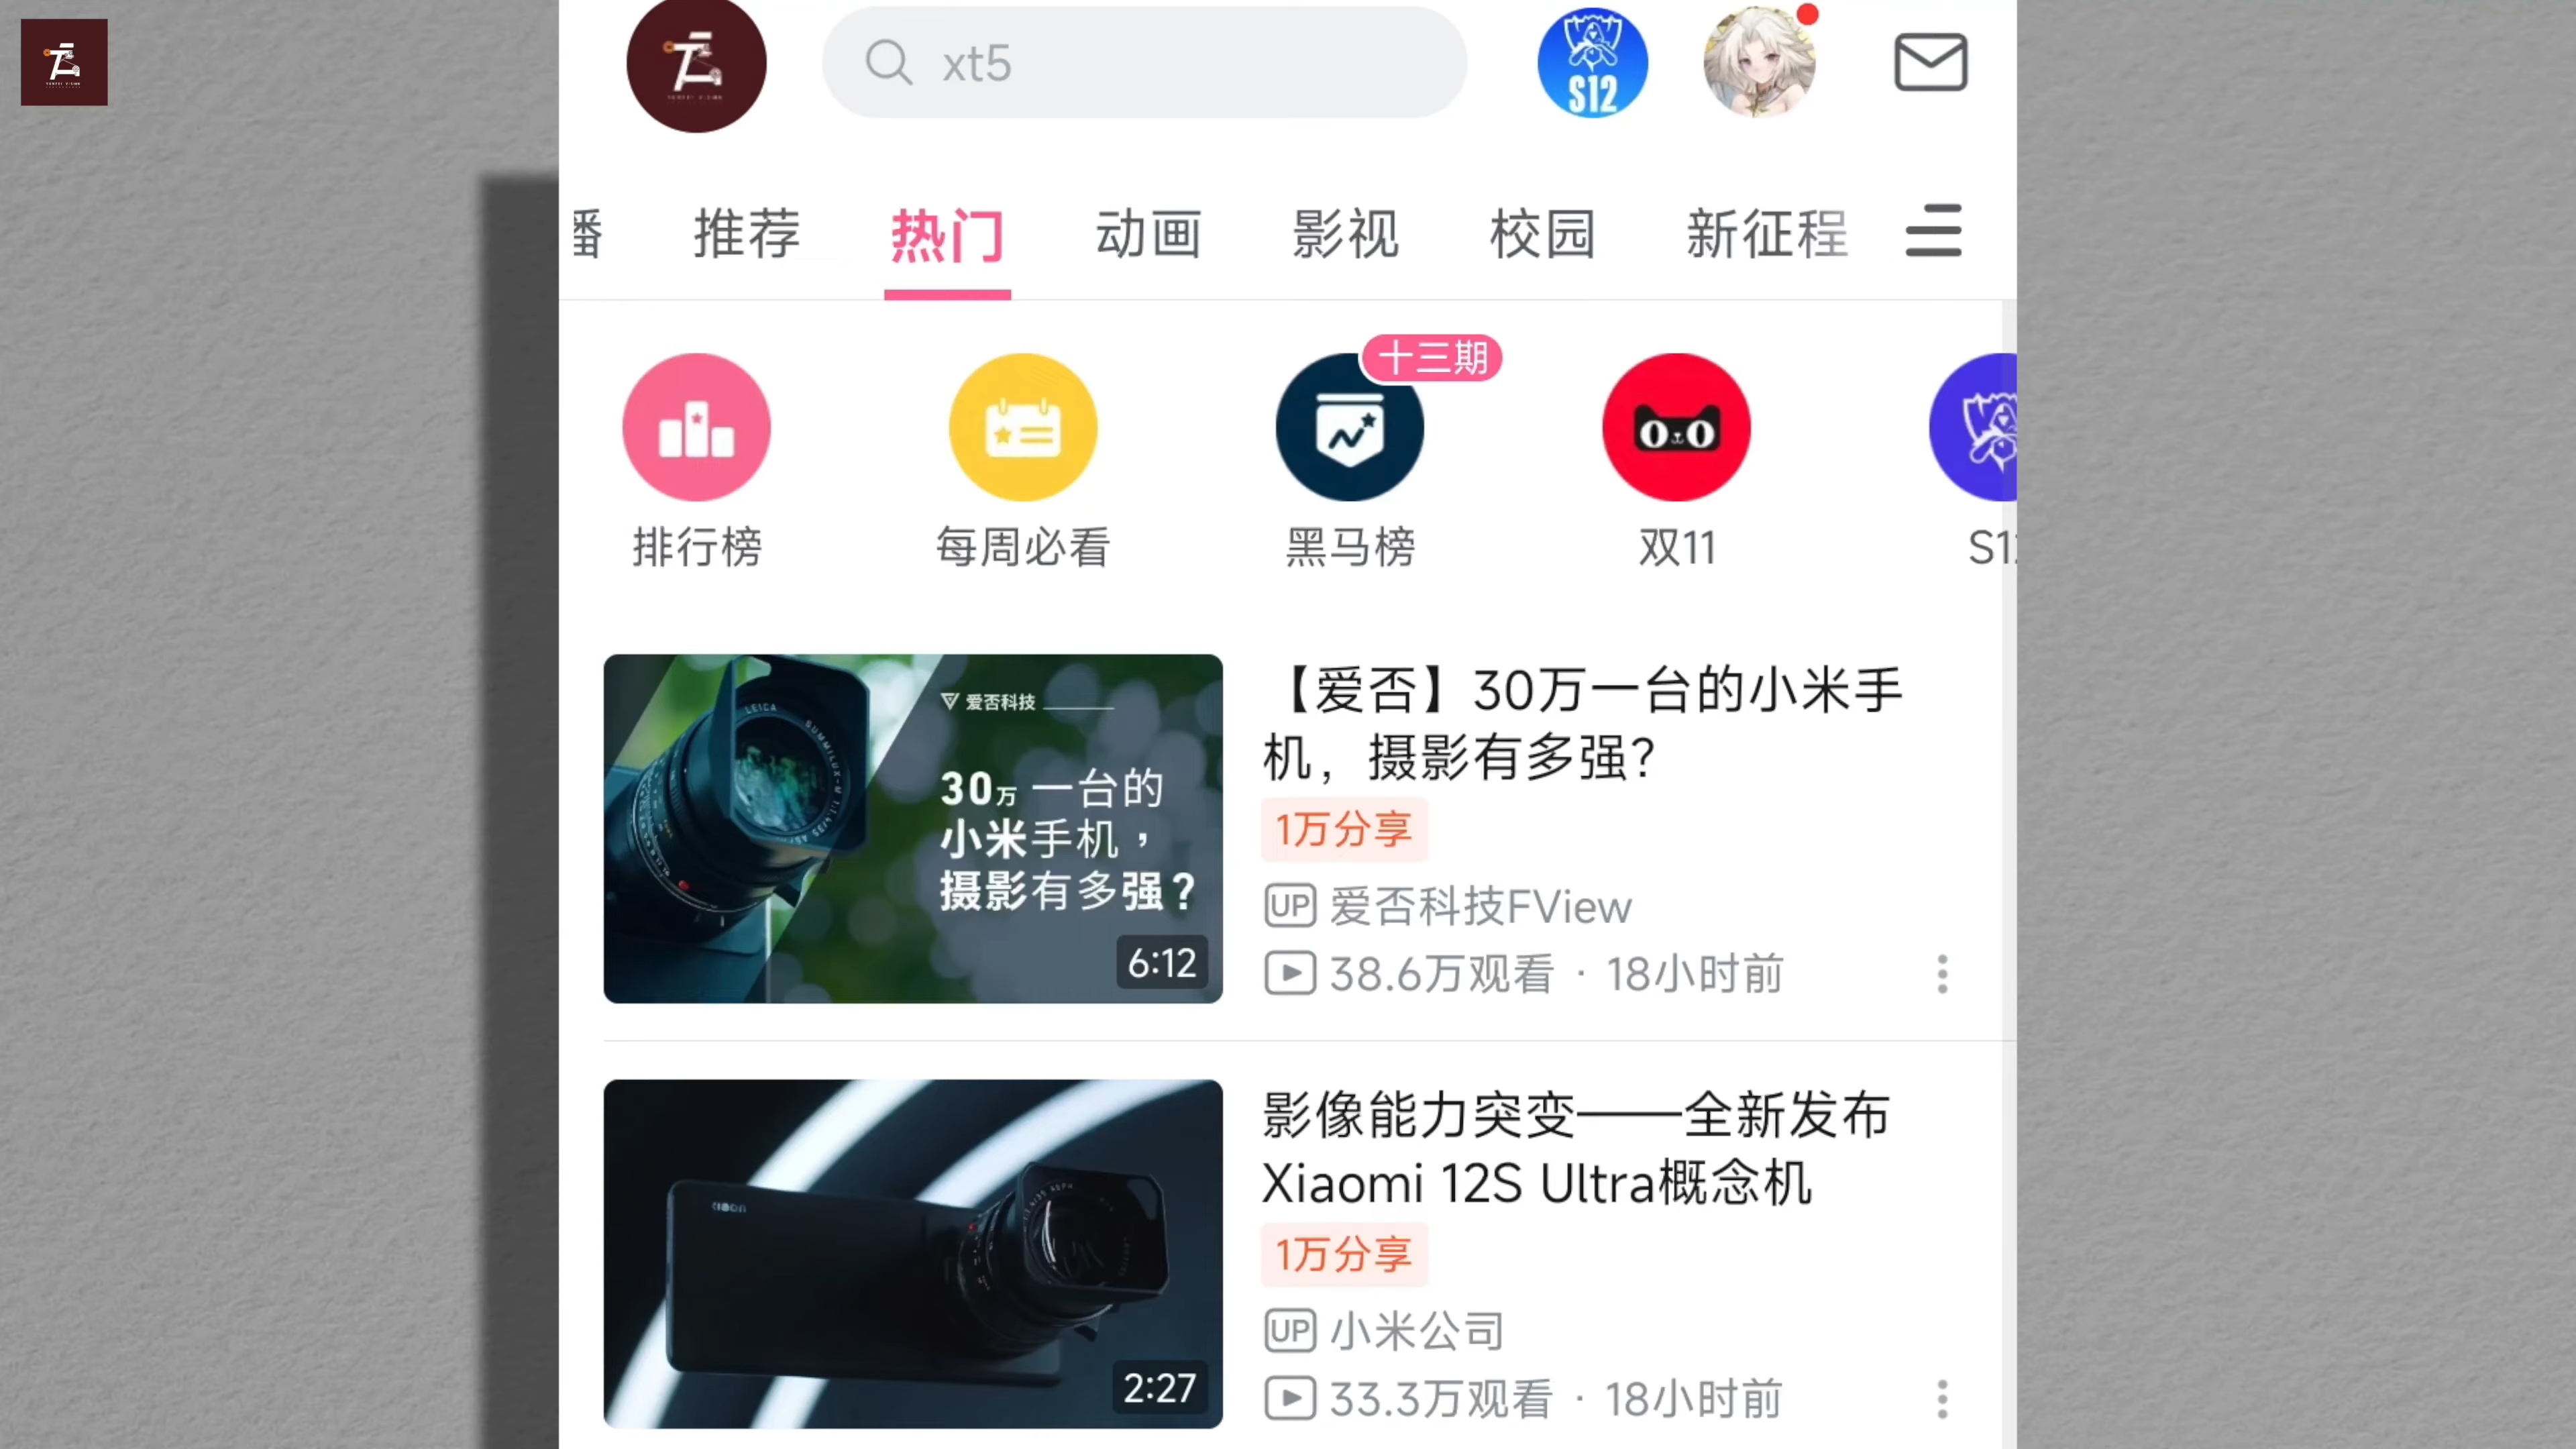 xt5
S12
播 推荐 热门 动画 影视 校园 新征程
十三期
排行榜 每周必看 黑马榜 双11
爱否科技
LEICA
SUMMILUX-M
30万一台的
小米手机，
摄影有多强？
6:12
【爱否】30万一台的小米手
机，摄影有多强？
1万分享
UP 爱否科技FView
38.6万观看 · 18小时前
2:27
影像能力突变——全新发布
Xiaomi 12S Ultra概念机
1万分享
UP 小米公司
33.3万观看 · 18小时前